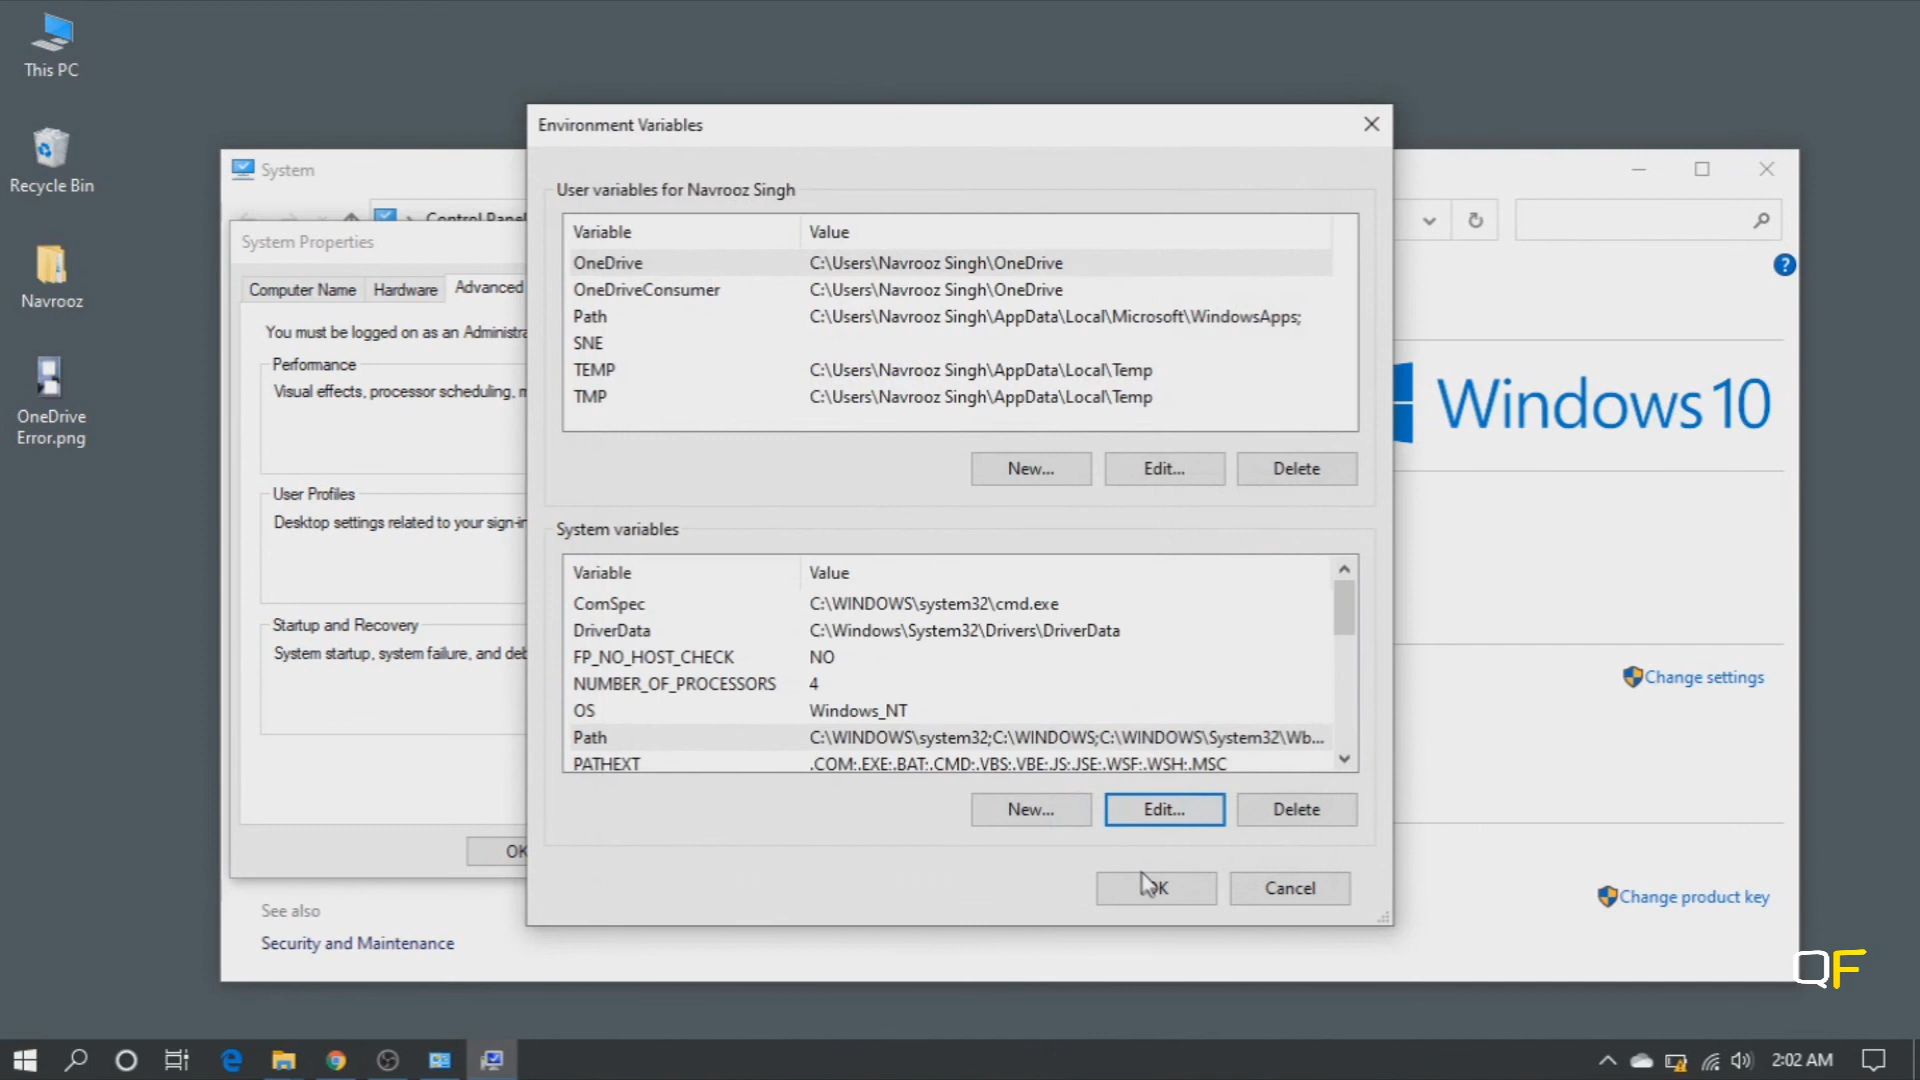 This PC
Recycle Bin
Navrooz
OneDrive
Error.png
System
Control Panel
System Properties
Computer Name
Hardware
Advanced
You must be logged on as an Administra
Performance
Visual effects, processor scheduling, m
User Profiles
Desktop settings related to your sign-in
Startup and Recovery
System startup, system failure, and deb
OK
See also
Security and Maintenance
Environment Variables
User variables for Navrooz Singh
Variable Value
OneDrive C:\Users\Navrooz Singh\OneDrive
OneDriveConsumer C:\Users\Navrooz Singh\OneDrive
Path C:\Users\Navrooz Singh\AppData\Local\Microsoft\WindowsApps;
SNE
TEMP C:\Users\Navrooz Singh\AppData\Local\Temp
TMP C:\Users\Navrooz Singh\AppData\Local\Temp
New... Edit... Delete
System variables
Variable Value
ComSpec C:\WINDOWS\system32\cmd.exe
DriverData C:\Windows\System32\Drivers\DriverData
FP_NO_HOST_CHECK NO
NUMBER_OF_PROCESSORS 4
OS Windows_NT
Path C:\WINDOWS\system32;C:\WINDOWS;C:\WINDOWS\System32\Wb...
PATHEXT .COM;.EXE;.BAT;.CMD;.VBS;.VBE;.JS;.JSE;.WSF;.WSH;.MSC
New... Edit... Delete
OK Cancel
?
Windows 10
Change settings
Change product key
QF
2:02 AM